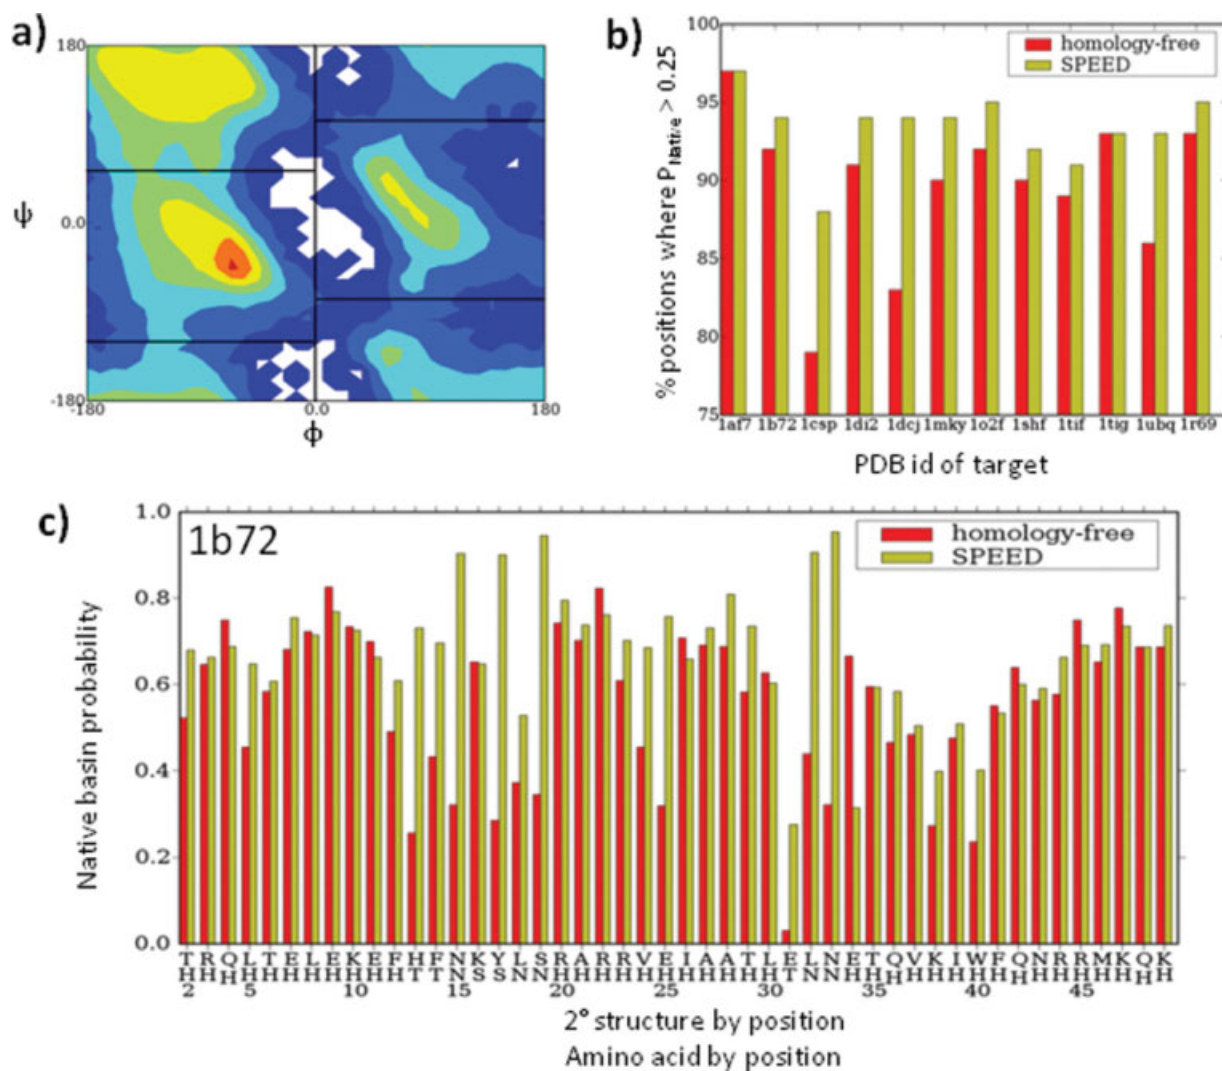 a)
180
ψ
0.0
-180
-180
0.0
180
ϕ
b)
100
95
90
85
80
75
% positions where P_Native > 0.25
homology-free
SPEED
1af7 1b72 1csp 1di2 1dcj 1mky 1o2f 1shf 1tif 1tig 1ubq 1r69
PDB id of target
c)
1b72
homology-free
SPEED
1.0
0.8
0.6
0.4
0.2
0.0
Native basin probability
T R Q L T E L E K E F H F N K Y L S R A R R V E I A A T L E L N E T Q V K I W F Q N R R M K Q K
H H H H H H H H H H H T T N S S N N H H H H H H H H H H H T N N H H H H H H H H H H H H H H H H
2 5 10 15 20 25 30 35 40 45
2° structure by position
Amino acid by position